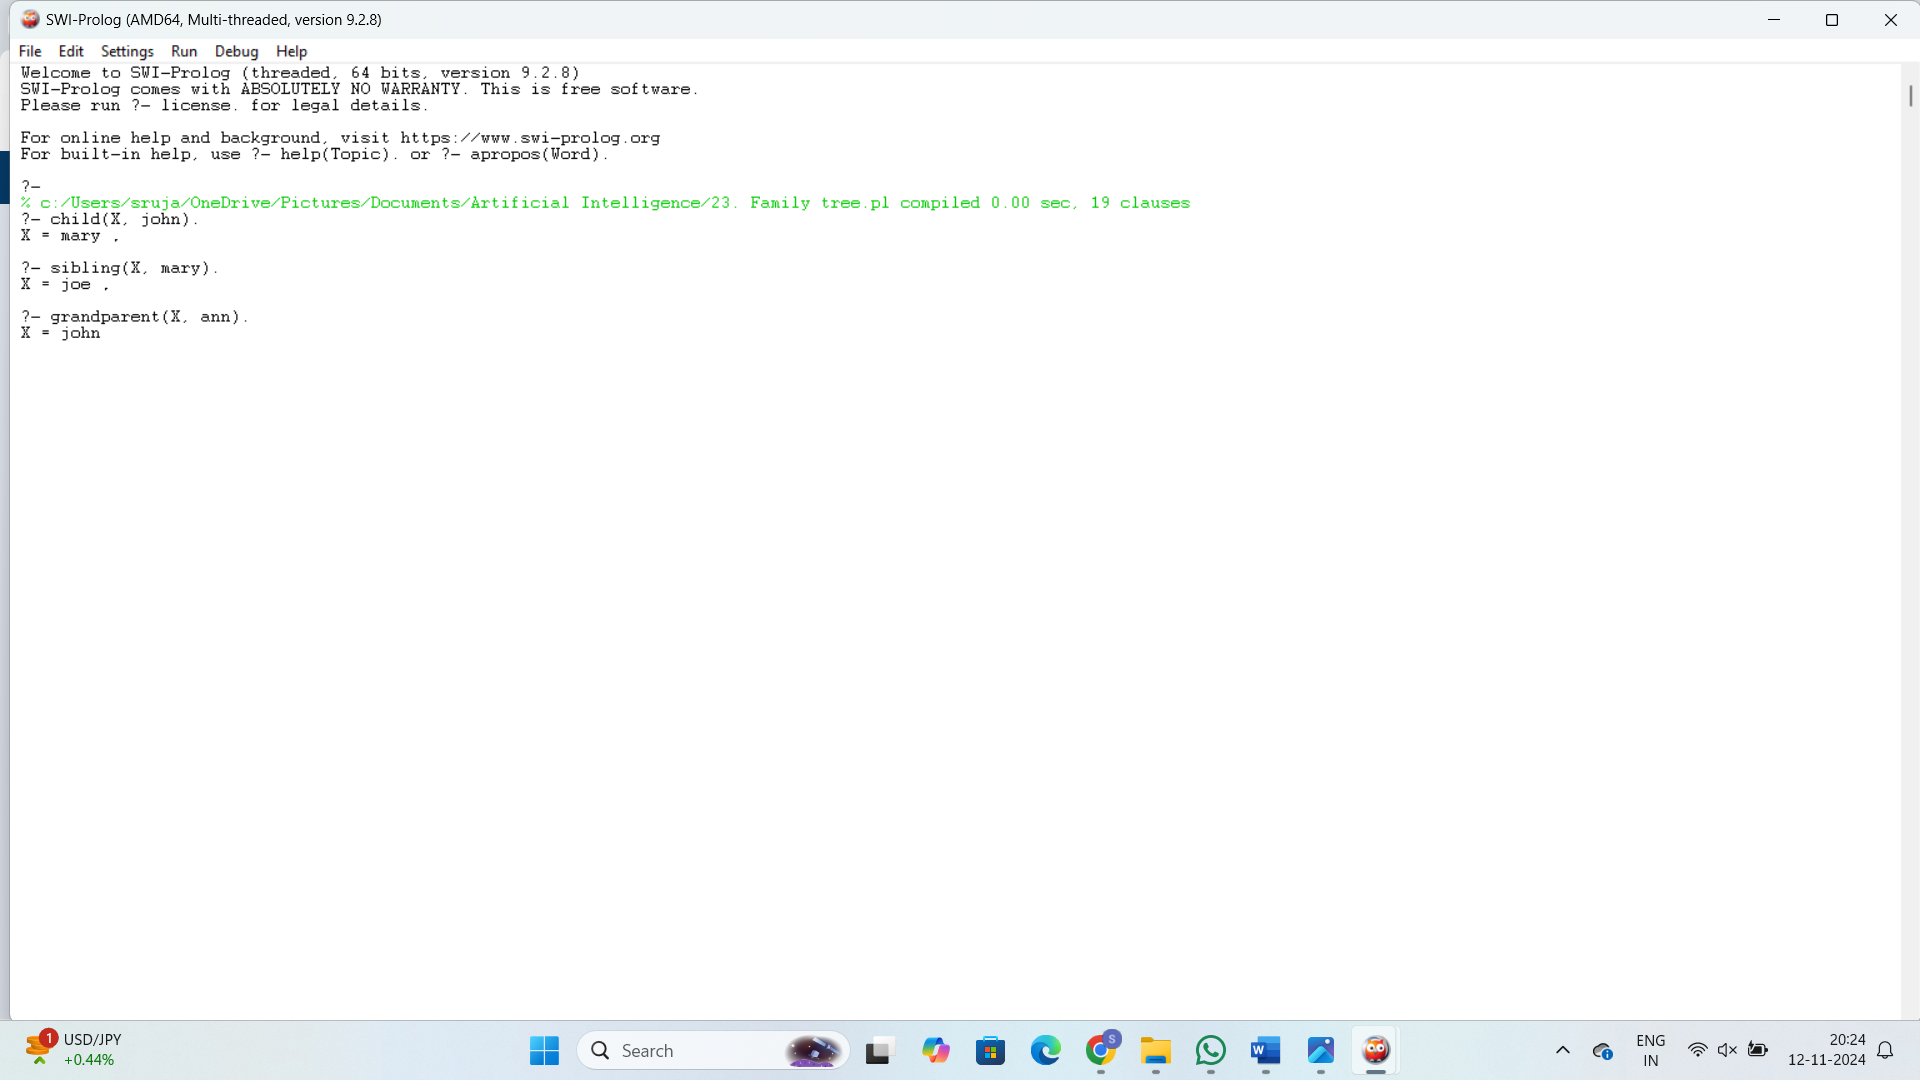 SWI-Prolog (AMD64, Multi-threaded, version 9.2.8)
File Edit Settings Run Debug Help
Welcome to SWI-Prolog (threaded, 64 bits, version 9.2.8)
SWI-Prolog comes with ABSOLUTELY NO WARRANTY. This is free software.
Please run ?- license. for legal details.
For online help and background, visit https://www.swi-prolog.org
For built-in help, use ?- help(Topic). or ?- apropos(Word).
?-
% c:/Users/sruja/OneDrive/Pictures/Documents/Artificial Intelligence/23. Family tree.pl compiled 0.00 sec, 19 clauses
?- child(X, john).
X = mary .
?- sibling(X, mary).
X = joe .
?- grandparent(X, ann).
X = john
1
USD/JPY
+0.44%
Search
S
W
ENG
IN
20:24
12-11-2024